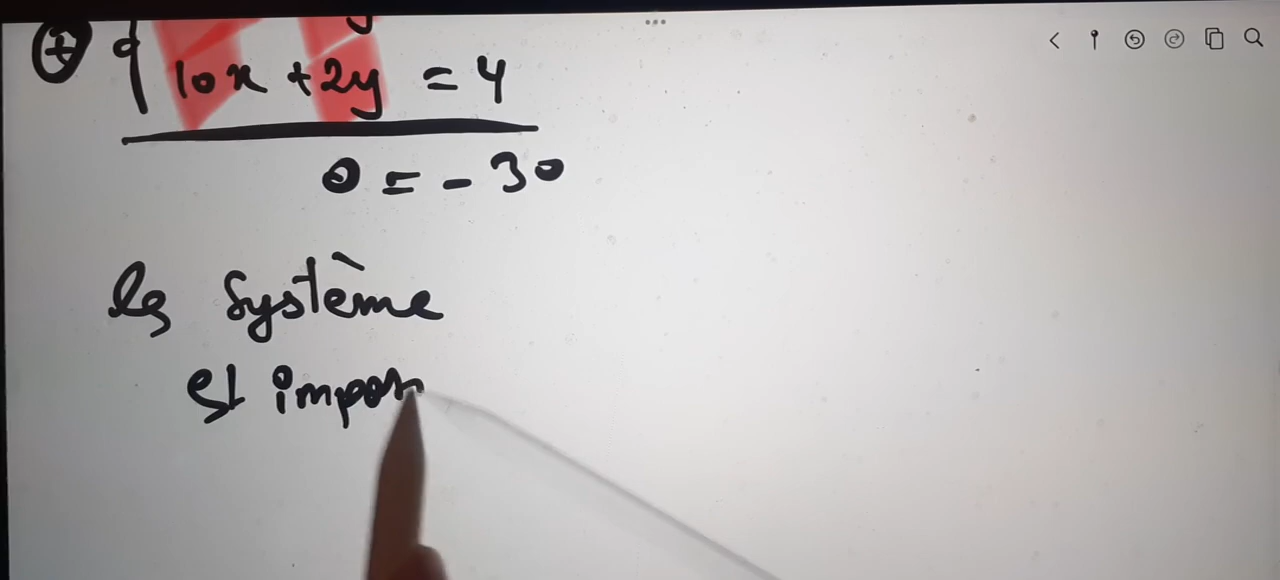 10x + 2y = 4
0 = - 30
le système
est impos